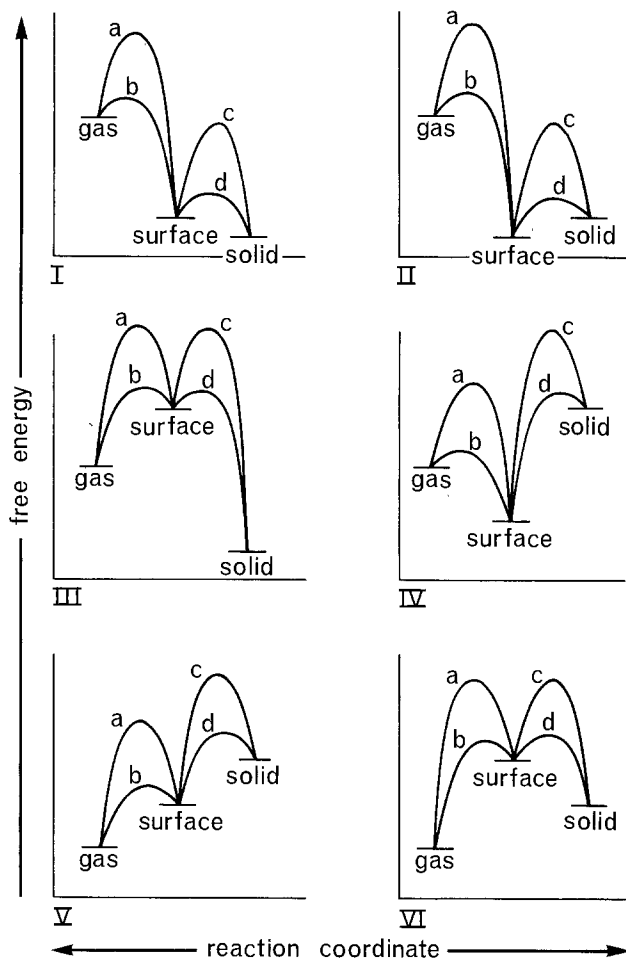 free energy
a
b
c
d
gas
surface
solid
I
a
b
c
d
gas
surface
solid
II
a
b
c
d
gas
surface
solid
III
a
b
c
d
gas
surface
solid
IV
a
b
c
d
gas
surface
solid
V
a
b
c
d
gas
surface
solid
VI
reaction coordinate